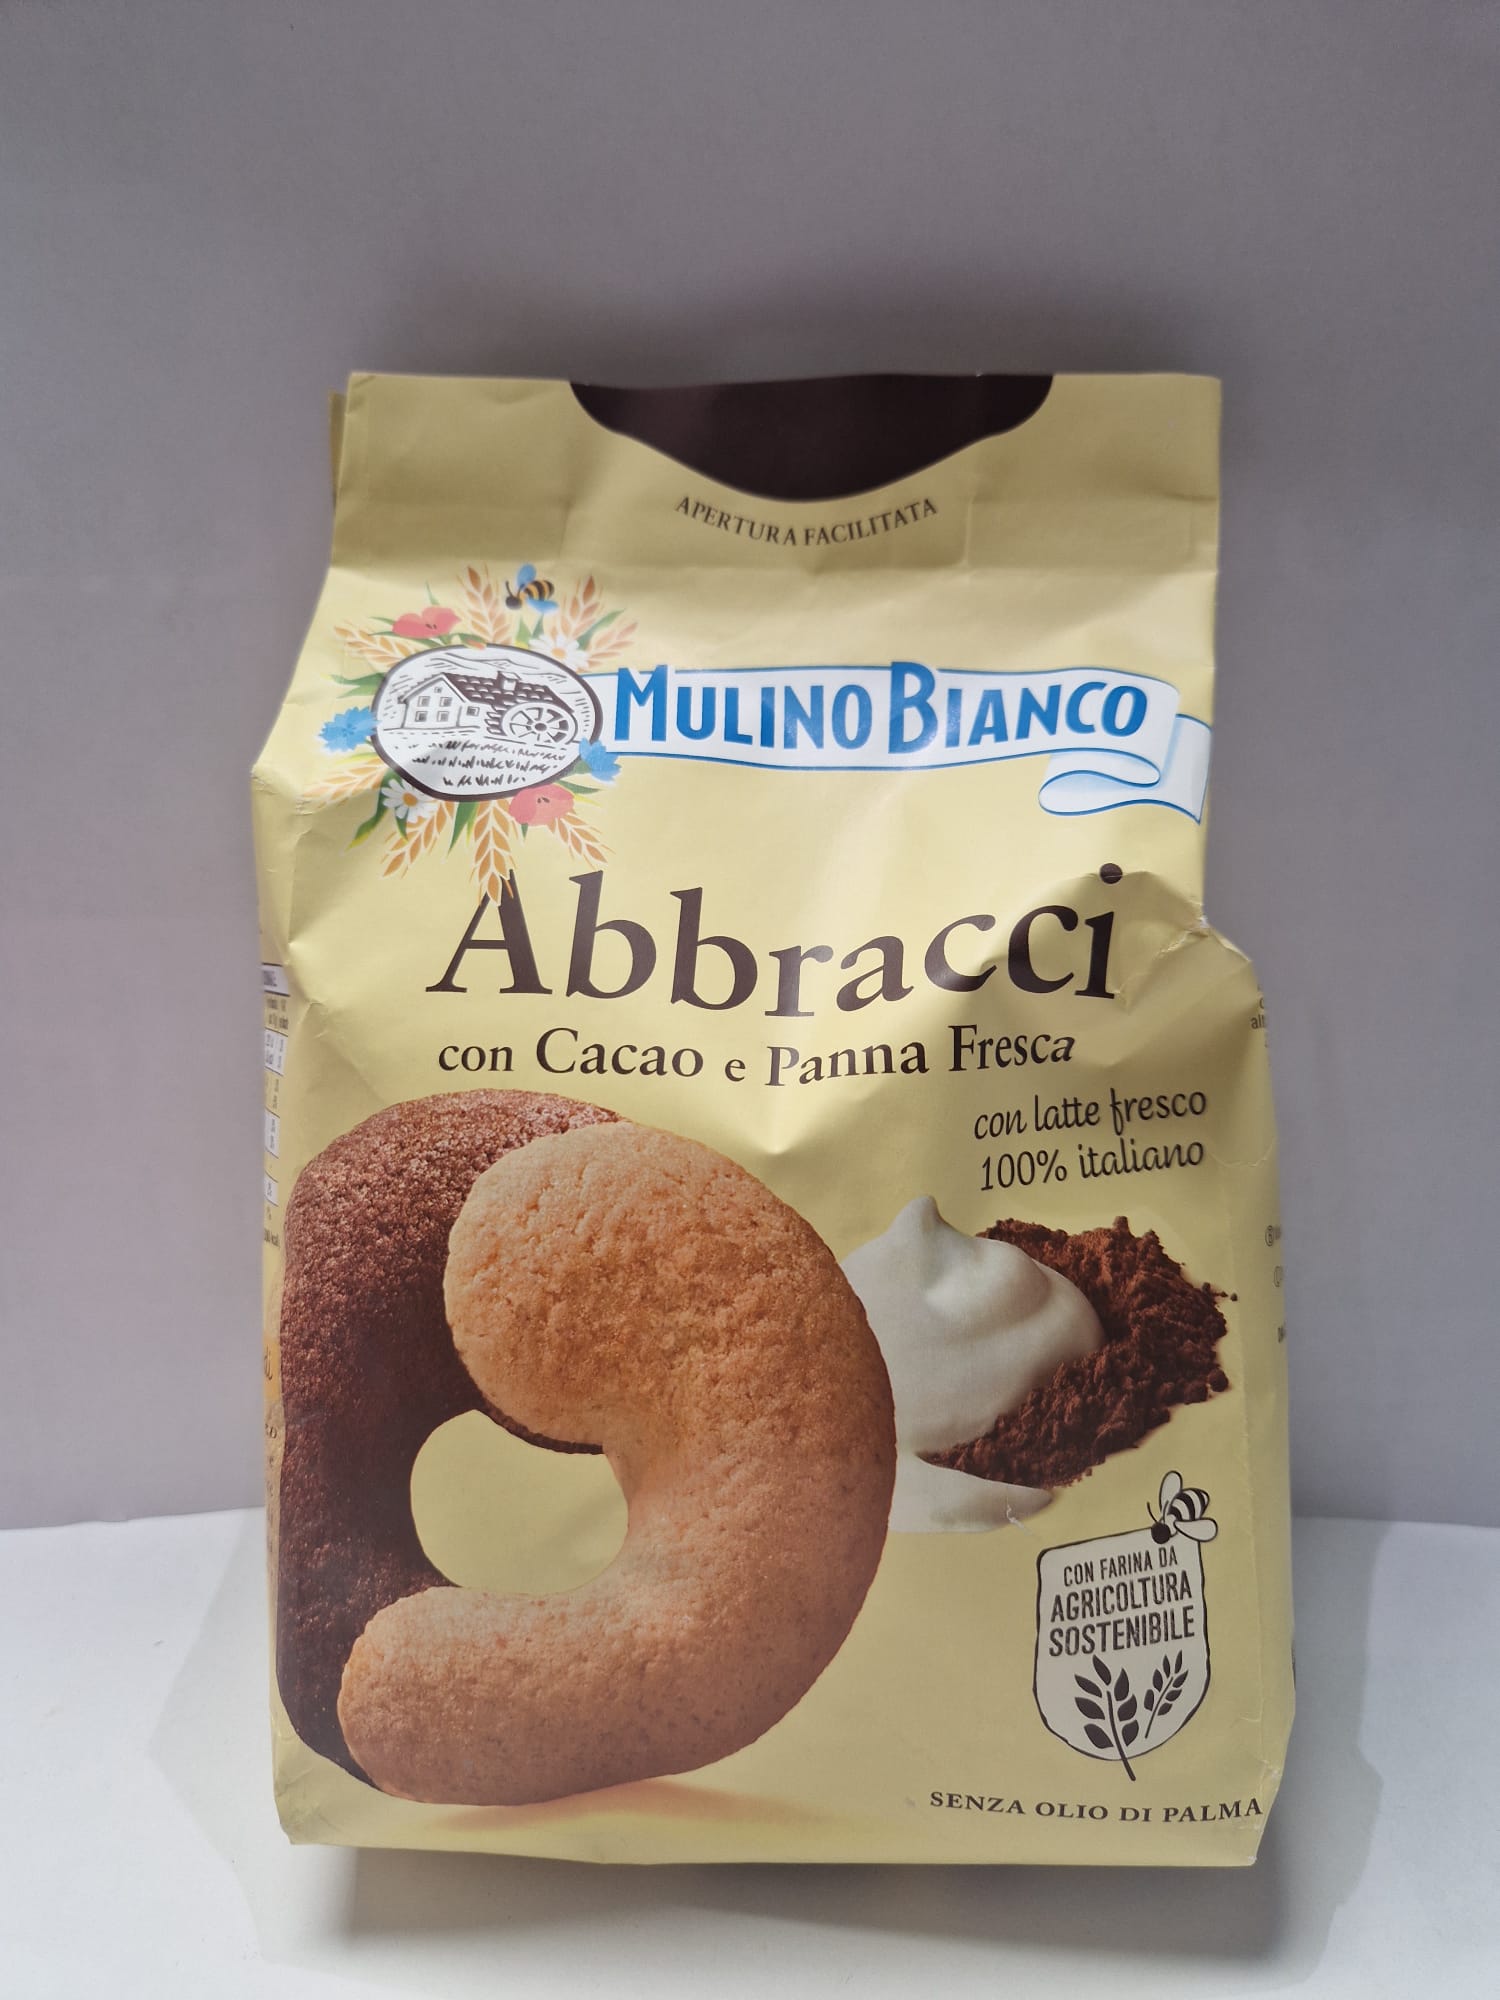 APERTURA FACILITATA
MULINO BIANCO
Abbracci
con Cacao e Panna Fresca
con latte fresco
100% italiano
CON FARINA DA
AGRICOLTURA
SOSTENIBILE
SENZA OLIO DI PALMA